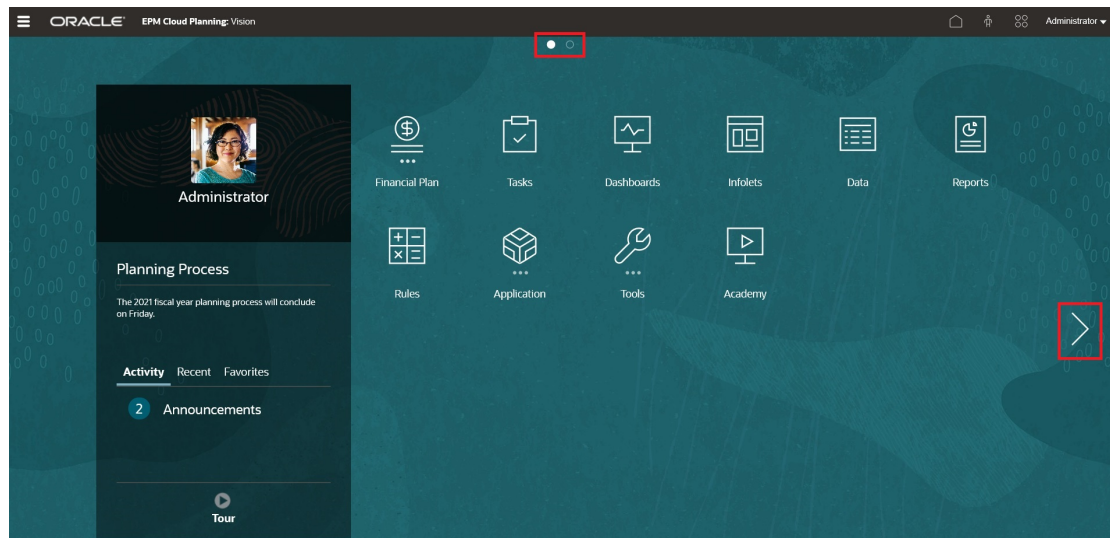 ORACLE EPM Cloud Planning: Vision Administrator
Administrator
Financial Plan Tasks Dashboards Infolets Data Reports
Rules Application Tools Academy
Planning Process
The 2021 fiscal year planning process will conclude
on Friday.
Activity Recent Favorites
2 Announcements
Tour